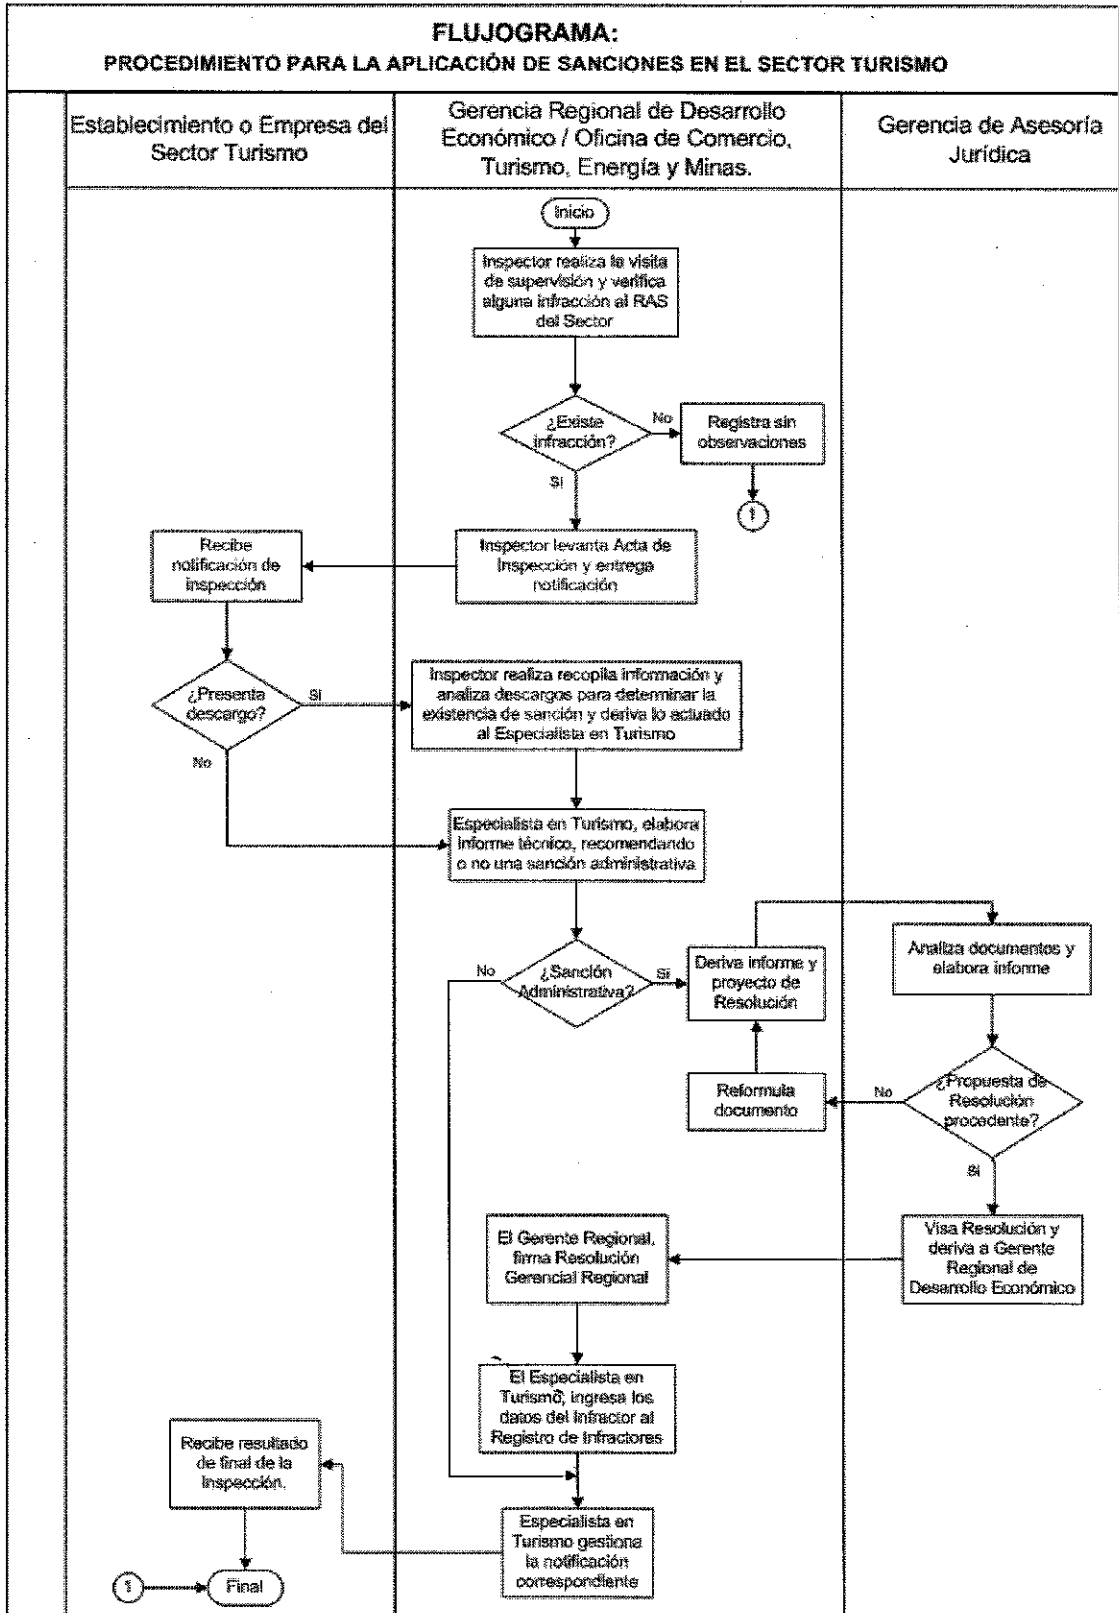 FLUJOGRAMA:
PROCEDIMIENTO PARA LA APLICACIÓN DE SANCIONES EN EL SECTOR TURISMO
Establecimiento o Empresa del
Sector Turismo
Gerencia Regional de Desarrollo
Económico / Oficina de Comercio,
Turismo, Energía y Minas.
Gerencia de Asesoría
Jurídica
Inicio
Inspector realiza la visita
de supervisión y verifica
alguna infracción al RAS
del Sector
¿Existe
infracción?
No
Registra sin
observaciones
Si
1
Recibe
notificación de
inspección
Inspector levanta Acta de
Inspección y entrega
notificación
¿Presenta
descargo?
Si
Inspector realiza recopila información y
analiza descargos para determinar la
existencia de sanción y deriva lo actuado
al Especialista en Turismo
No
Especialista en Turismo, elabora
informe técnico, recomendando
o no una sanción administrativa
No
¿Sanción
Administrativa?
Si
Deriva informe y
proyecto de
Resolución
Analiza documentos y
elabora informe
Reformula
documento
No
¿Propuesta de
Resolución
procedente?
Si
El Gerente Regional,
firma Resolución
Gerencial Regional
Visa Resolución y
deriva a Gerente
Regional de
Desarrollo Económico
El Especialista en
Turismo, ingresa los
datos del Infractor al
Registro de Infractores
Recibe resultado
de final de la
Inspección.
Especialista en
Turismo gestiona
la notificación
correspondiente
1
Final